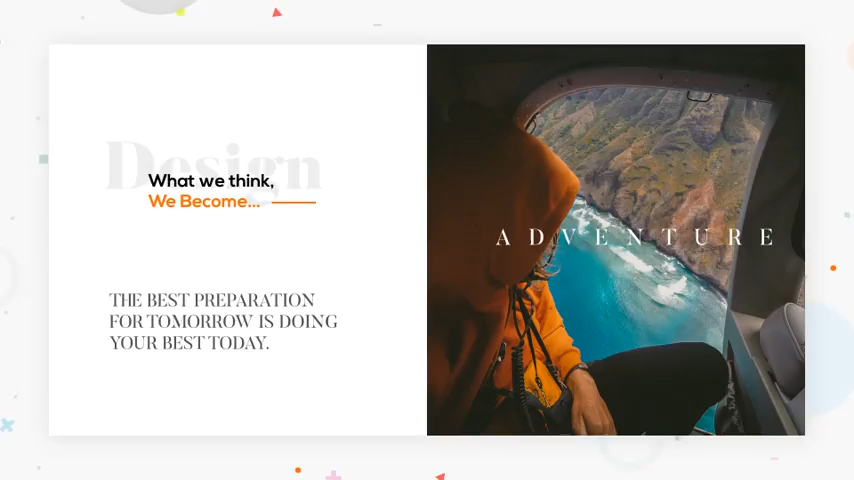 Design
What we think,
We Become...
THE BEST PREPARATION
FOR TOMORROW IS DOING
YOUR BEST TODAY.
ADVENTURE